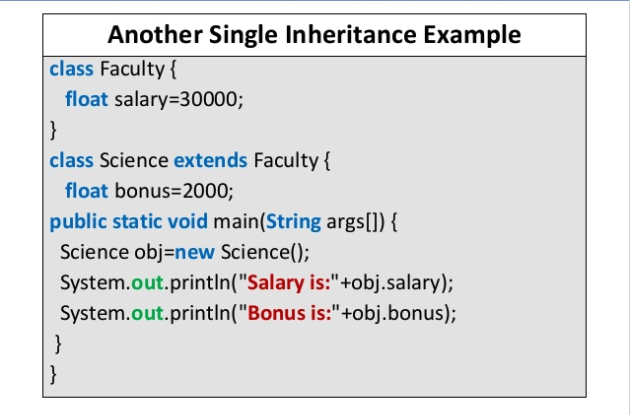 Another Single Inheritance Example
class Faculty {
float salary=30000;
}
class Science extends Faculty {
float bonus=2000;
public static void main(String args[]) {
Science obj=new Science();
System.out.println("Salary is:"+obj.salary);
System.out.println("Bonus is:"+obj.bonus);
}
}